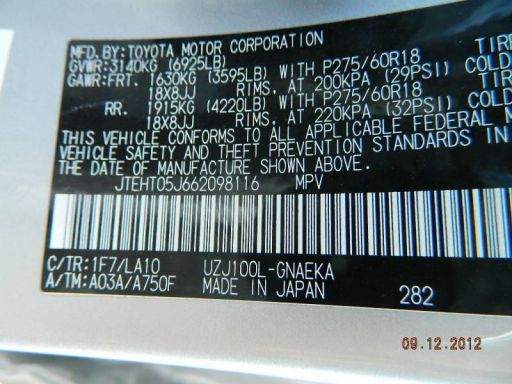 MFD. BY: TOYOTA MOTOR CORPORATION
GVWR: 3140KG (6925LB)
GAWR: FRT. 1630KG (3595LB) WITH P275/60R18 TIRE
18X8JJ RIMS, AT 200KPA (29PSI) COLD
RR. 1915KG (4220LB) WITH P275/60R18 TIRE
18X8JJ RIMS, AT 220KPA (32PSI) COLD
THIS VEHICLE CONFORMS TO ALL APPLICABLE FEDERAL M
VEHICLE SAFETY AND THEFT PREVENTION STANDARDS
THE DATE OF MANUFACTURE SHOWN ABOVE.
JTEHT05J662098116 MPV
C/TR: 1F7/LA10 UZJ100L-GNAEKA
A/TM: A03A/A750F MADE IN JAPAN 282
09.12.2012